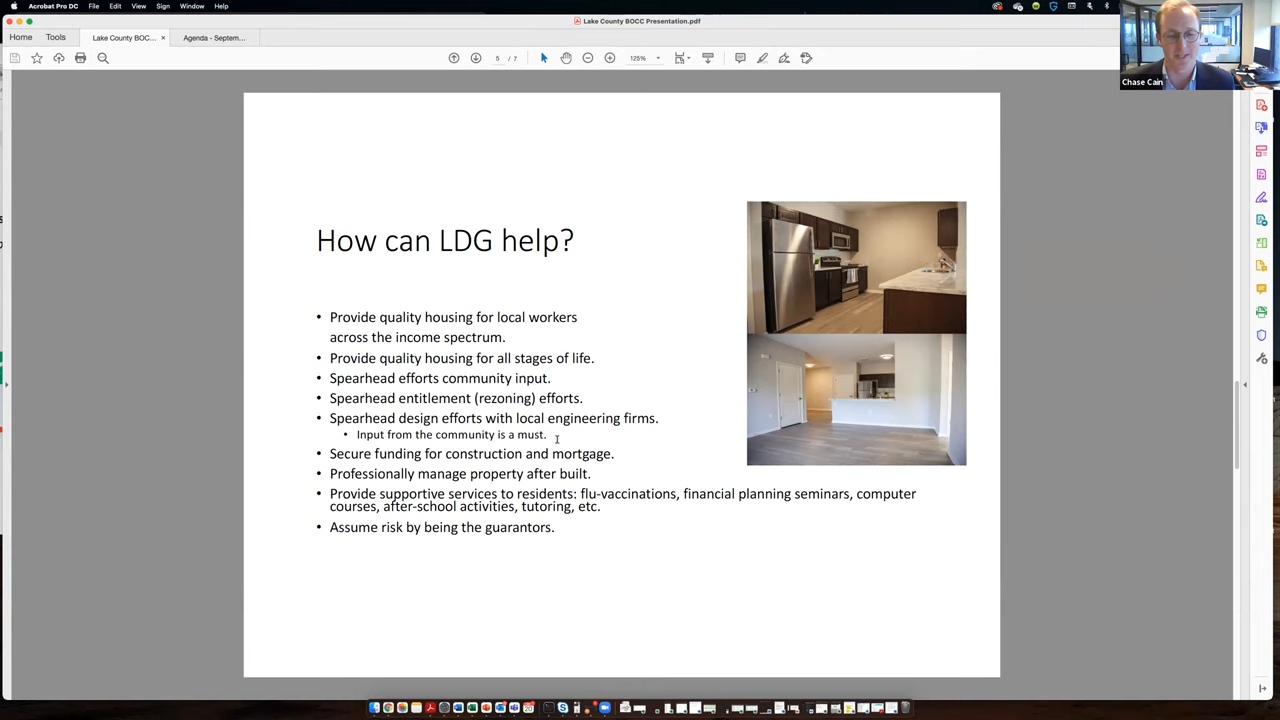 Acrobat Pro DC File Edit View Sign Window Help
Lake County BOCC Presentation.pdf
Home Tools Lake County BOC... × Agenda - Septem...
5 / 7 125%
Chase Cain
How can LDG help?
• Provide quality housing for local workers
across the income spectrum.
• Provide quality housing for all stages of life.
• Spearhead efforts community input.
• Spearhead entitlement (rezoning) efforts.
• Spearhead design efforts with local engineering firms.
• Input from the community is a must.
• Secure funding for construction and mortgage.
• Professionally manage property after built.
• Provide supportive services to residents: flu-vaccinations, financial planning seminars, computer
courses, after-school activities, tutoring, etc.
• Assume risk by being the guarantors.